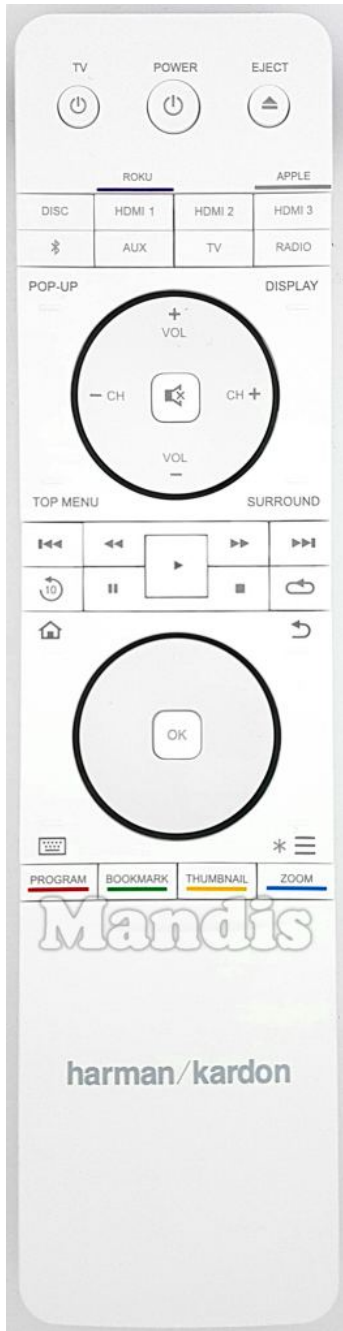 TV POWER EJECT
ROKU APPLE
DISC HDMI 1 HDMI 2 HDMI 3
AUX TV RADIO
POP-UP DISPLAY
+
VOL
− CH CH +
VOL
−
TOP MENU SURROUND
10
OK
PROGRAM BOOKMARK THUMBNAIL ZOOM
Mandis
harman/kardon